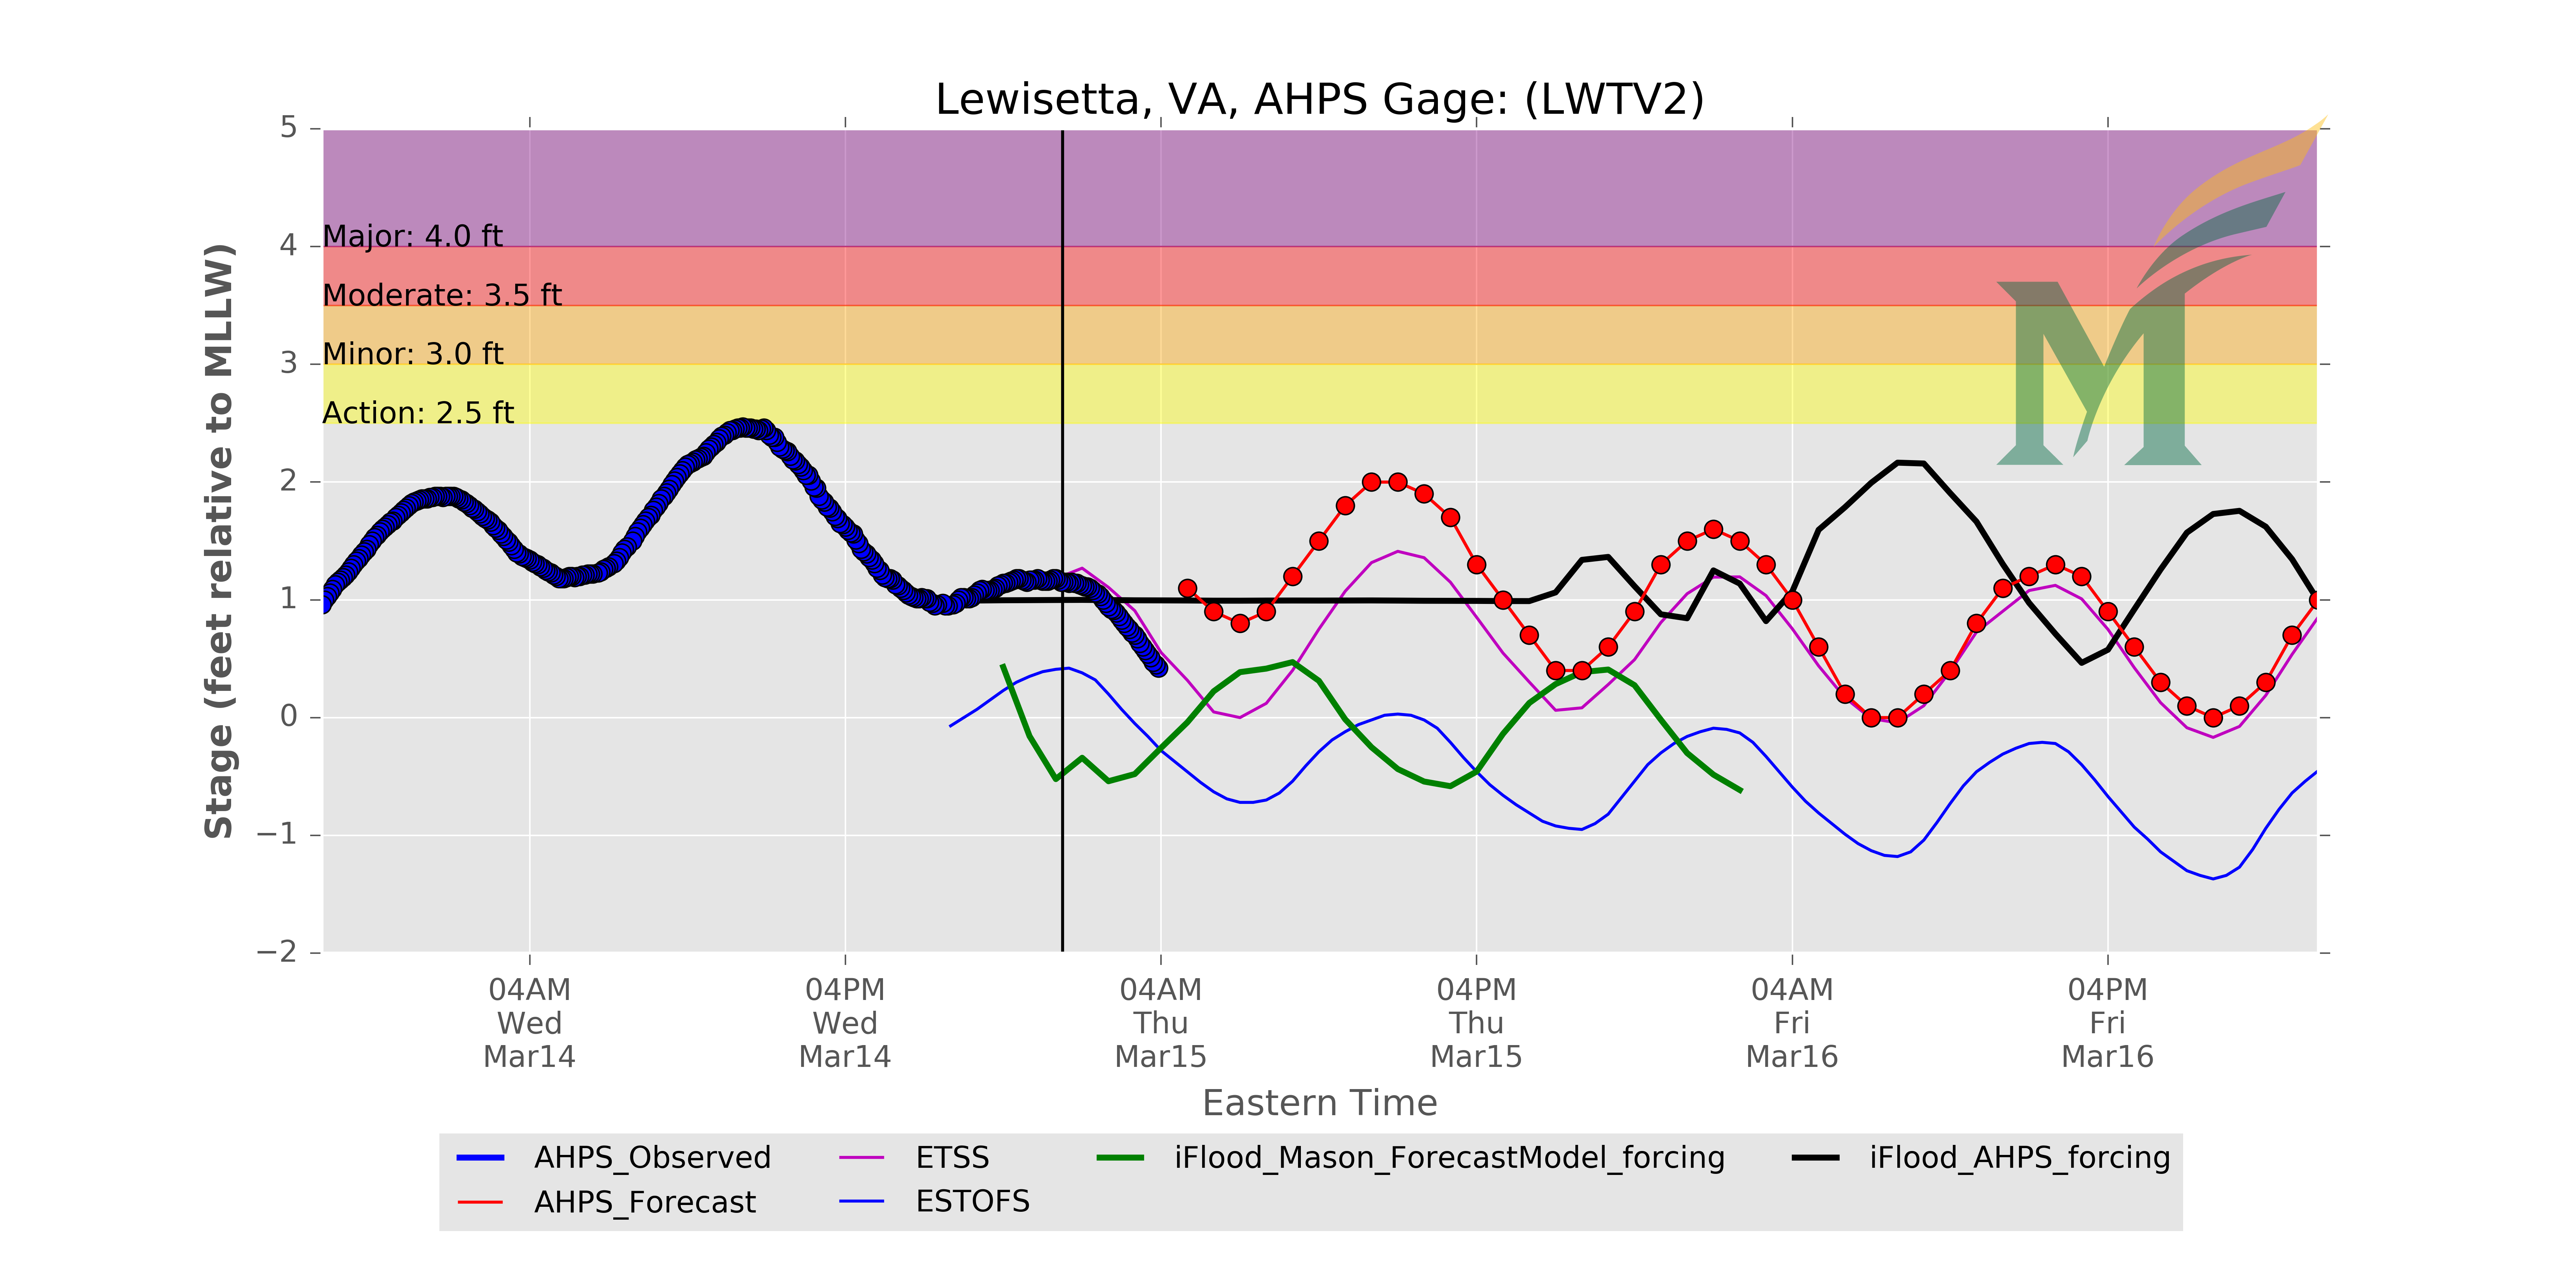 Lewisetta, VA, AHPS Gage: (LWTV2)
Stage (feet relative to MLLW)
5
4
3
2
1
0
−1
−2
Major: 4.0 ft
Moderate: 3.5 ft
Minor: 3.0 ft
Action: 2.5 ft
M
04AM 04PM 04AM 04PM 04AM 04PM
Wed Wed Thu Thu Fri Fri
Mar14 Mar14 Mar15 Mar15 Mar16 Mar16
Eastern Time
AHPS_Observed ETSS iFlood_Mason_ForecastModel_forcing iFlood_AHPS_forcing
AHPS_Forecast ESTOFS